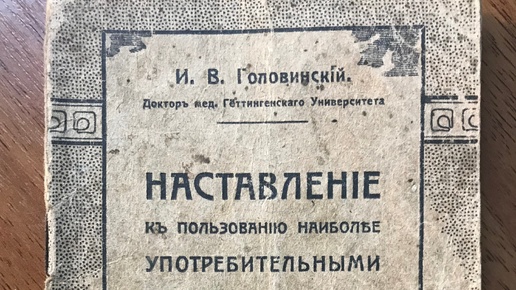 И. В. Головинскій.
Докторъ мед. Геттингенскаго Университета
НАСТАВЛЕНІЕ
КЪ ПОЛЬЗОВАНІЮ НАИБОЛѢЕ
УПОТРЕБИТЕЛЬНЫМИ